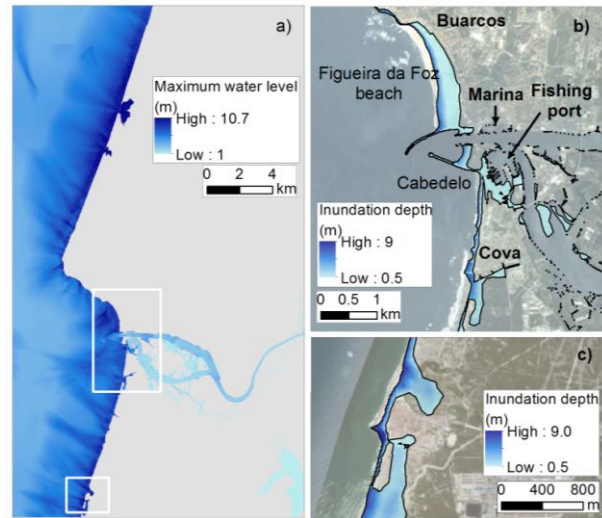 a)
Maximum water level
(m)
High : 10.7
Low : 1
0 2 4
km
b)
Buarcos
Figueira da Foz
beach
Marina
Fishing
port
Cabedelo
Inundation depth
(m)
High : 9
Low : 0.5
Cova
0 0.5 1
km
c)
Inundation depth
(m)
High : 9.0
Low : 0.5
0 400 800
m